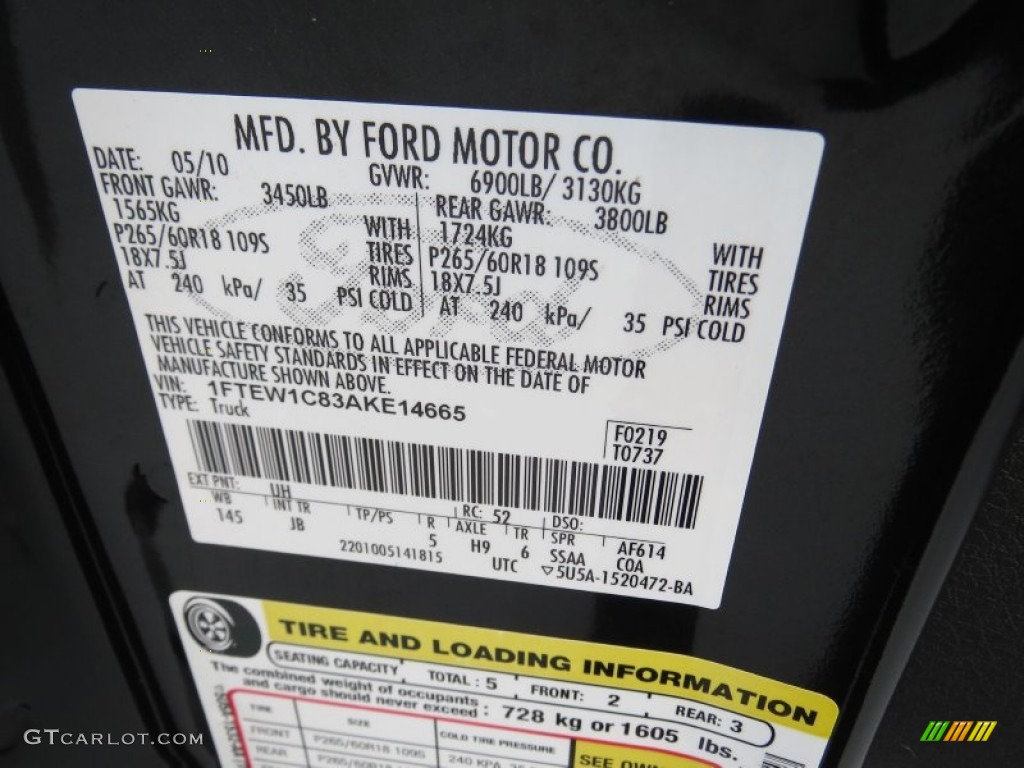 MFD. BY FORD MOTOR CO.
DATE: 05/10 GVWR: 6900LB/ 3130KG
FRONT GAWR: 3450LB REAR GAWR: 3800LB
1565KG WITH 1724KG WITH
P265/60R18 109S TIRES P265/60R18 109S TIRES
18X7.5J RIMS 18X7.5J RIMS
AT 240 kPa/ 35 PSI COLD AT 240 kPa/ 35 PSI COLD
THIS VEHICLE CONFORMS TO ALL APPLICABLE FEDERAL MOTOR
VEHICLE SAFETY STANDARDS IN EFFECT ON THE DATE OF
MANUFACTURE SHOWN ABOVE.
VIN: 1FTEW1C83AKE14665
TYPE: Truck
F0219
T0737
EXT PNT: UH RC: 52 DSO:
WB INT TR TP/PS R AXLE TR SPR AF614
145 JB 5 H9 6 SSAA COA
2201005141815 UTC ▽5U5A-1520472-BA
TIRE AND LOADING INFORMATION
SEATING CAPACITY TOTAL : 5 FRONT: 2 REAR: 3
The combined weight of occupants
and cargo should never exceed : 728 kg or 1605 lbs.
TIRE SIZE COLD TIRE PRESSURE
FRONT P265/60R18 109S 240 KPA, SEE OWN
REAR P265/60R18 109S
GTCARLOT.COM